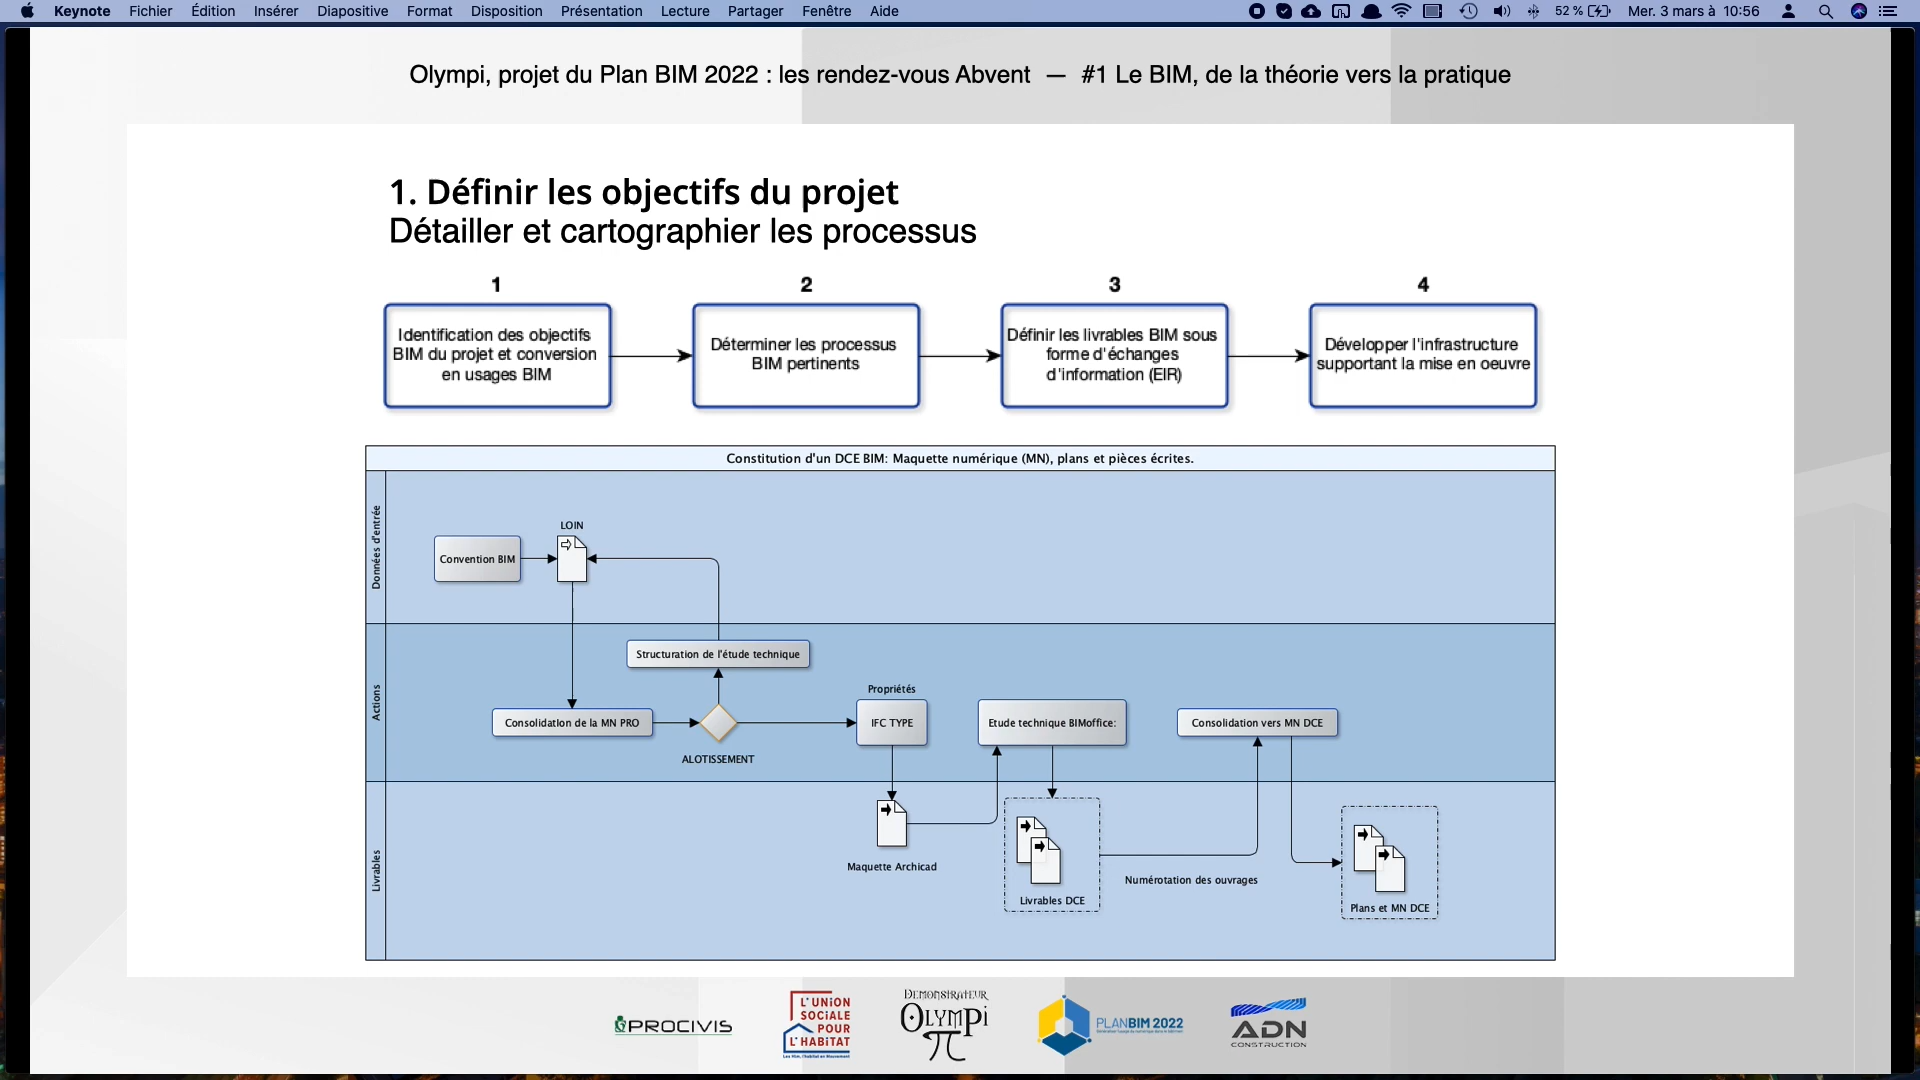 Keynote Fichier Édition Insérer Diapositive Format Disposition Présentation Lecture Partager Fenêtre Aide 52 % Mer. 3 mars à 10:56
Olympi, projet du Plan BIM 2022 : les rendez-vous Abvent — #1 Le BIM, de la théorie vers la pratique
1. Définir les objectifs du projet
Détailler et cartographier les processus
1
2
3
4
Identification des objectifs
BIM du projet et conversion
en usages BIM
Déterminer les processus
BIM pertinents
Définir les livrables BIM sous
forme d'échanges
d'information (EIR)
Développer l'infrastructure
supportant la mise en oeuvre
Constitution d'un DCE BIM: Maquette numérique (MN), plans et pièces écrites.
Données d'entrée
LOIN
Convention BIM
Actions
Structuration de l'étude technique
Propriétés
Consolidation de la MN PRO
IFC TYPE
Etude technique BIMoffice:
Consolidation vers MN DCE
ALOTISSEMENT
Livrables
Maquette Archicad
Livrables DCE
Numérotation des ouvrages
Plans et MN DCE
PROCIVIS
L'UNION
SOCIALE
POUR
L'HABITAT
Les Hlm, l'habitat en Mouvement
DEMONSTRATEUR
OLYMPi
π
PLANBIM 2022
ADN
CONSTRUCTION